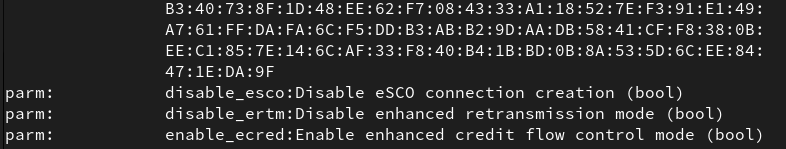 B3:40:73:8F:1D:48:EE:62:F7:08:43:33:A1:18:52:7E:F3:91:E1:49:
A7:61:FF:DA:FA:6C:F5:DD:B3:AB:B2:9D:AA:DB:58:41:CF:F8:38:0B:
EE:C1:85:7E:14:6C:AF:33:F8:40:B4:1B:BD:0B:8A:53:5D:6C:EE:84:
47:1E:DA:9F
parm: disable_esco:Disable eSCO connection creation (bool)
parm: disable_ertm:Disable enhanced retransmission mode (bool)
parm: enable_ecred:Enable enhanced credit flow control mode (bool)